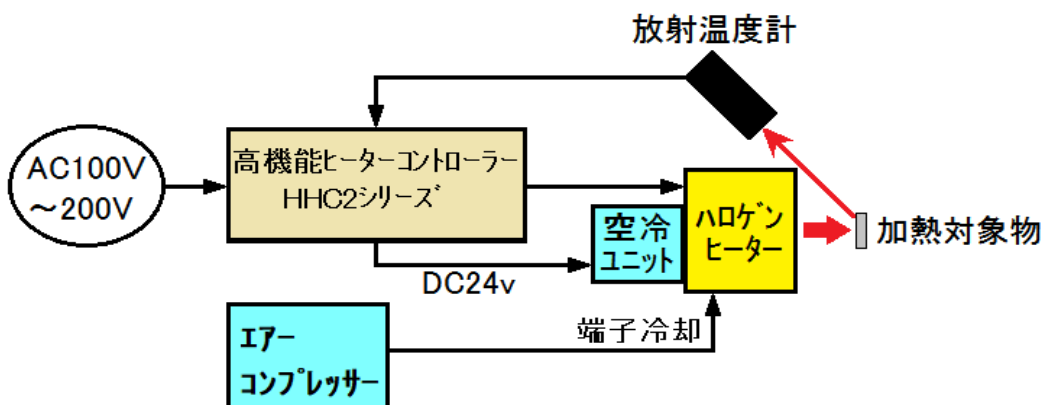 放射温度計
AC100V
～200V
高機能ヒーターコントローラー
HHC2シリーズ
空冷
ユニット
ハロゲン
ヒーター
加熱対象物
DC24v
端子冷却
エアー
コンプレッサー